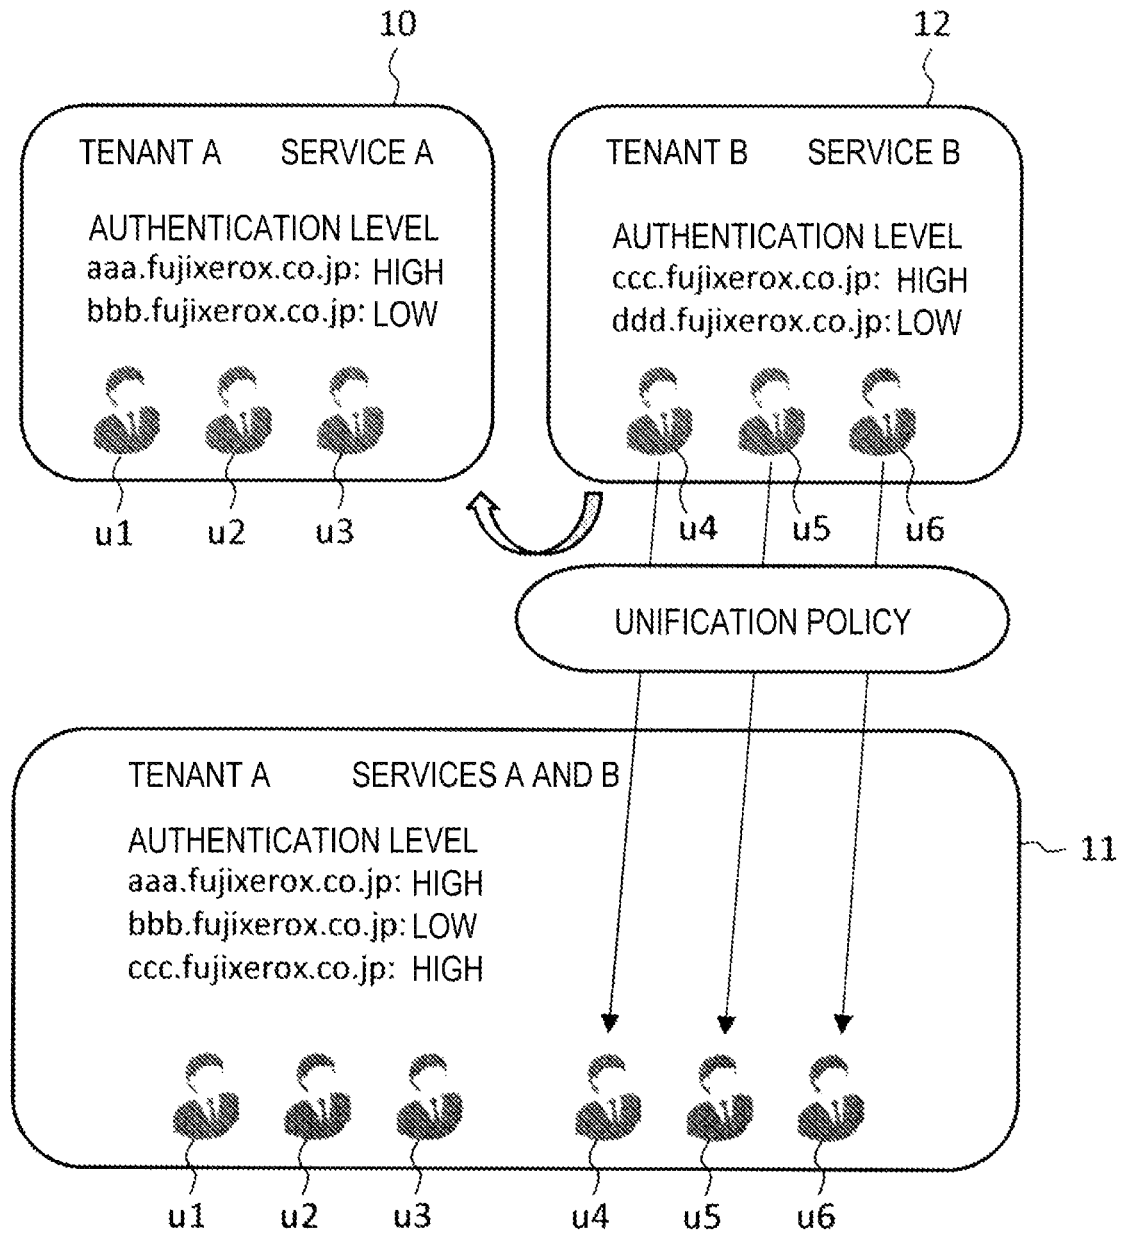 10
12
TENANT A SERVICE A
AUTHENTICATION LEVEL
aaa.fujixerox.co.jp: HIGH
bbb.fujixerox.co.jp: LOW
u1 u2 u3
TENANT B SERVICE B
AUTHENTICATION LEVEL
ccc.fujixerox.co.jp: HIGH
ddd.fujixerox.co.jp: LOW
u4 u5 u6
UNIFICATION POLICY
TENANT A SERVICES A AND B
AUTHENTICATION LEVEL
aaa.fujixerox.co.jp: HIGH
bbb.fujixerox.co.jp: LOW
ccc.fujixerox.co.jp: HIGH
11
u1 u2 u3 u4 u5 u6